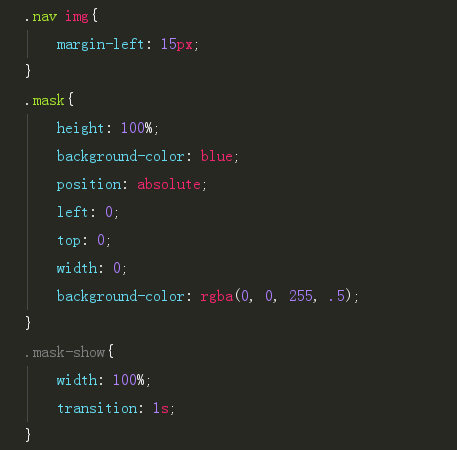 .nav img{
margin-left: 15px;
}
.mask{
height: 100%;
background-color: blue;
position: absolute;
left: 0;
top: 0;
width: 0;
background-color: rgba(0, 0, 255, .5);
}
.mask-show{
width: 100%;
transition: 1s;
}